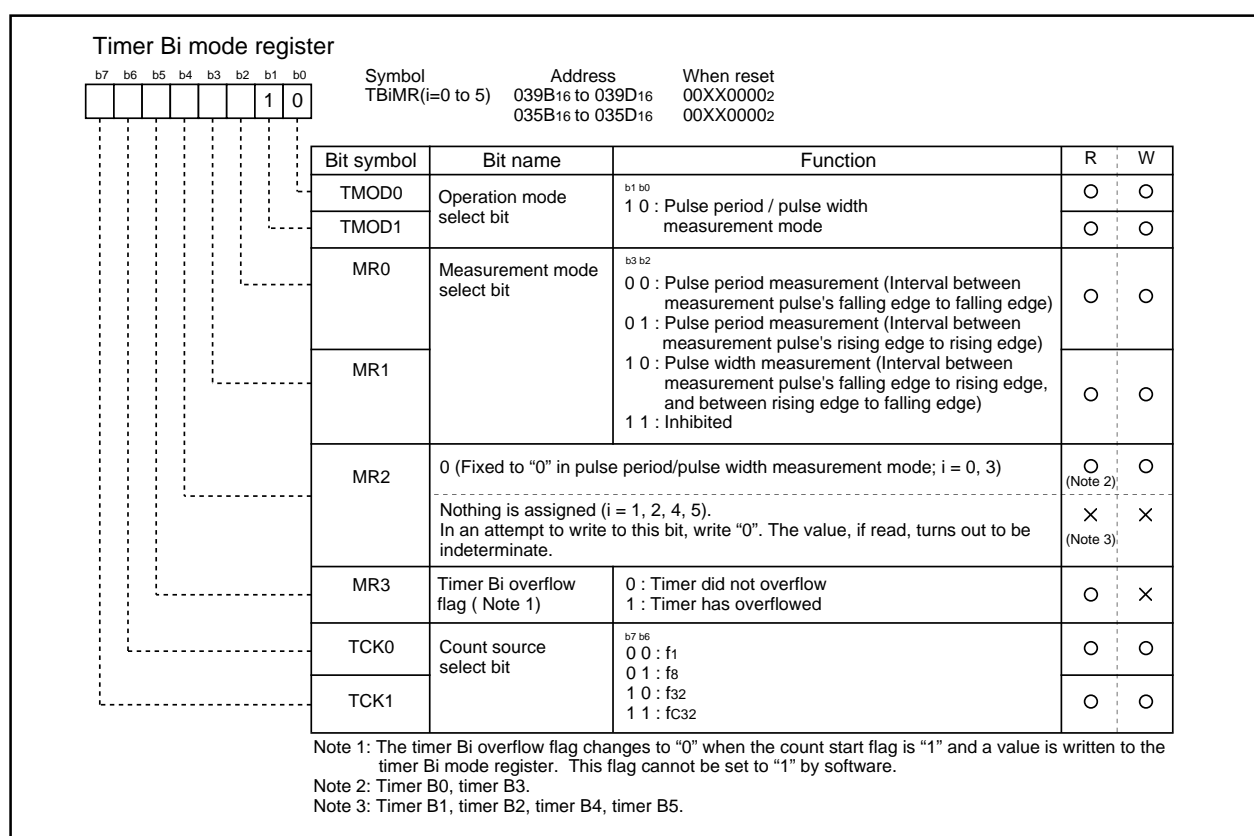 Timer Bi mode register
b7 b6 b5 b4 b3 b2 b1 b0
1 0
Symbol Address When reset
TBiMR(i=0 to 5) 039B16 to 039D16 00XX00002
035B16 to 035D16 00XX00002
Bit symbol Bit name Function R W
TMOD0
TMOD1
Operation mode
select bit
b1 b0
1 0 : Pulse period / pulse width
measurement mode
MR0
MR1
Measurement mode
select bit
b3 b2
0 0 : Pulse period measurement (Interval between
measurement pulse's falling edge to falling edge)
0 1 : Pulse period measurement (Interval between
measurement pulse's rising edge to rising edge)
1 0 : Pulse width measurement (Interval between
measurement pulse's falling edge to rising edge,
and between rising edge to falling edge)
1 1 : Inhibited
MR2
0 (Fixed to “0” in pulse period/pulse width measurement mode; i = 0, 3)
(Note 2)
Nothing is assigned (i = 1, 2, 4, 5).
In an attempt to write to this bit, write “0”. The value, if read, turns out to be
indeterminate.
(Note 3)
MR3
Timer Bi overflow
flag ( Note 1)
0 : Timer did not overflow
1 : Timer has overflowed
TCK0
TCK1
Count source
select bit
b7 b6
0 0 : f1
0 1 : f8
1 0 : f32
1 1 : fC32
Note 1: The timer Bi overflow flag changes to “0” when the count start flag is “1” and a value is written to the
timer Bi mode register. This flag cannot be set to “1” by software.
Note 2: Timer B0, timer B3.
Note 3: Timer B1, timer B2, timer B4, timer B5.